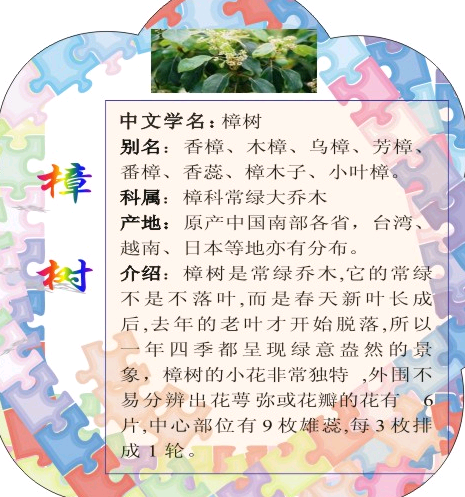 樟
树
中文学名：樟树
别名：香樟、木樟、乌樟、芳樟、
番樟、香蕊、樟木子、小叶樟。
科属：樟科常绿大乔木
产地：原产中国南部各省，台湾、
越南、日本等地亦有分布。
介绍：樟树是常绿乔木,它的常绿
不是不落叶,而是春天新叶长成
后,去年的老叶才开始脱落,所以
一年四季都呈现绿意盎然的景
象，樟树的小花非常独特 ,外围不
易分辨出花萼弥或花瓣的花有 6
片,中心部位有9枚雄蕊,每3枚排
成1轮。